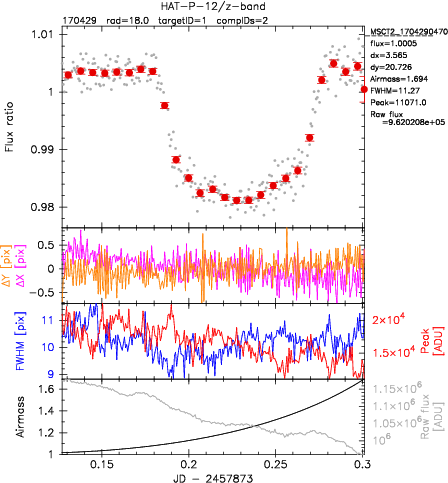 HAT-P-12/z-band
170429 rad=18.0 targetID=1 compIDs=2
MSCT2_1704290470
flux=1.0005
dx=3.565
dy=20.726
Airmass=1.694
FWHM=11.27
Peak=11071.0
Raw flux
=9.620208e+05
Flux ratio
1.01
1
0.99
0.98
ΔY [pix]
ΔX [pix]
0.5
0
−0.5
FWHM [pix]
11
10
9
2×10⁴
1.5×10⁴
Peak
[ADU]
Airmass
1.6
1.4
1.2
1
1.15×10⁶
1.1×10⁶
1.05×10⁶
10⁶
Raw flux
[ADU]
0.15 0.2 0.25 0.3
JD − 2457873